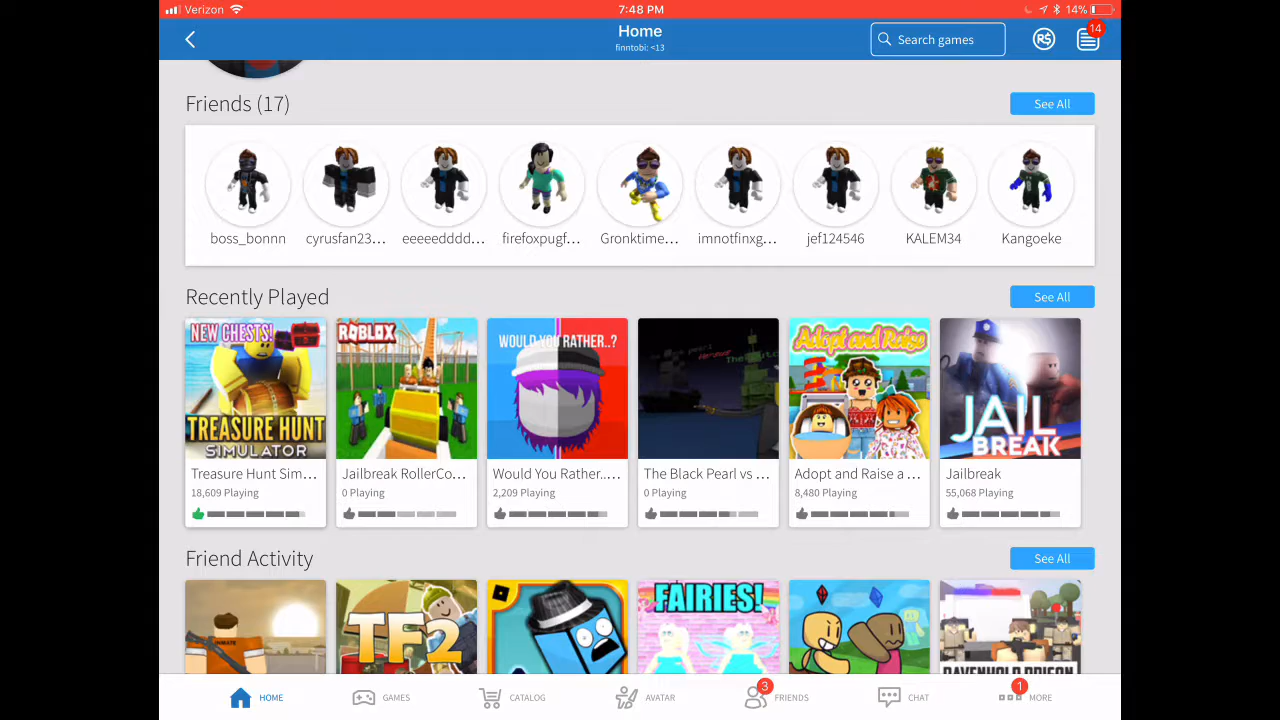 Verizon 7:48 PM 14%
Home
finntobi: <13
Search games
R$
14
Friends (17)
See All
boss_bonnn cyrusfan23... eeeeedddd... firefoxpugf... Gronktime... imnotfinxg... jef124546 KALEM34 Kangoeke
Recently Played
See All
NEW CHESTS!
TREASURE HUNT
SIMULATOR
ROBLOX
WOULD YOU RATHER..?
Adopt and Raise
JAIL
BREAK
Treasure Hunt Sim... Jailbreak RollerCo... Would You Rather.... The Black Pearl vs ... Adopt and Raise a ... Jailbreak
18,609 Playing 0 Playing 2,209 Playing 0 Playing 8,480 Playing 55,068 Playing
Friend Activity
See All
TF2
FAIRIES!
RAVENHOLD PRISON
3
1
HOME GAMES CATALOG AVATAR FRIENDS CHAT MORE